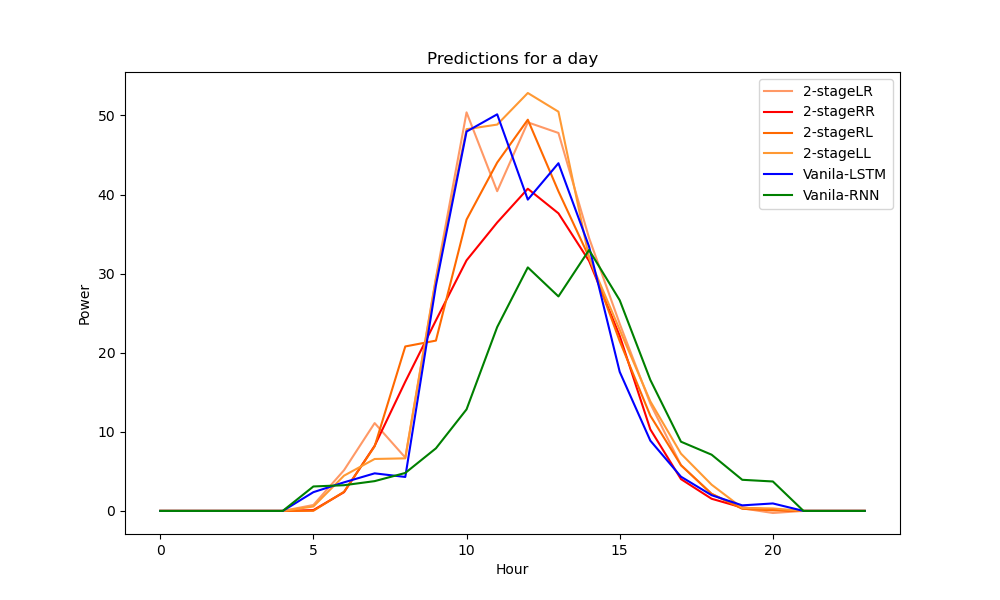 Predictions for a day
50
40
30
20
10
0
Power
0 5 10 15 20
Hour
2-stageLR
2-stageRR
2-stageRL
2-stageLL
Vanila-LSTM
Vanila-RNN